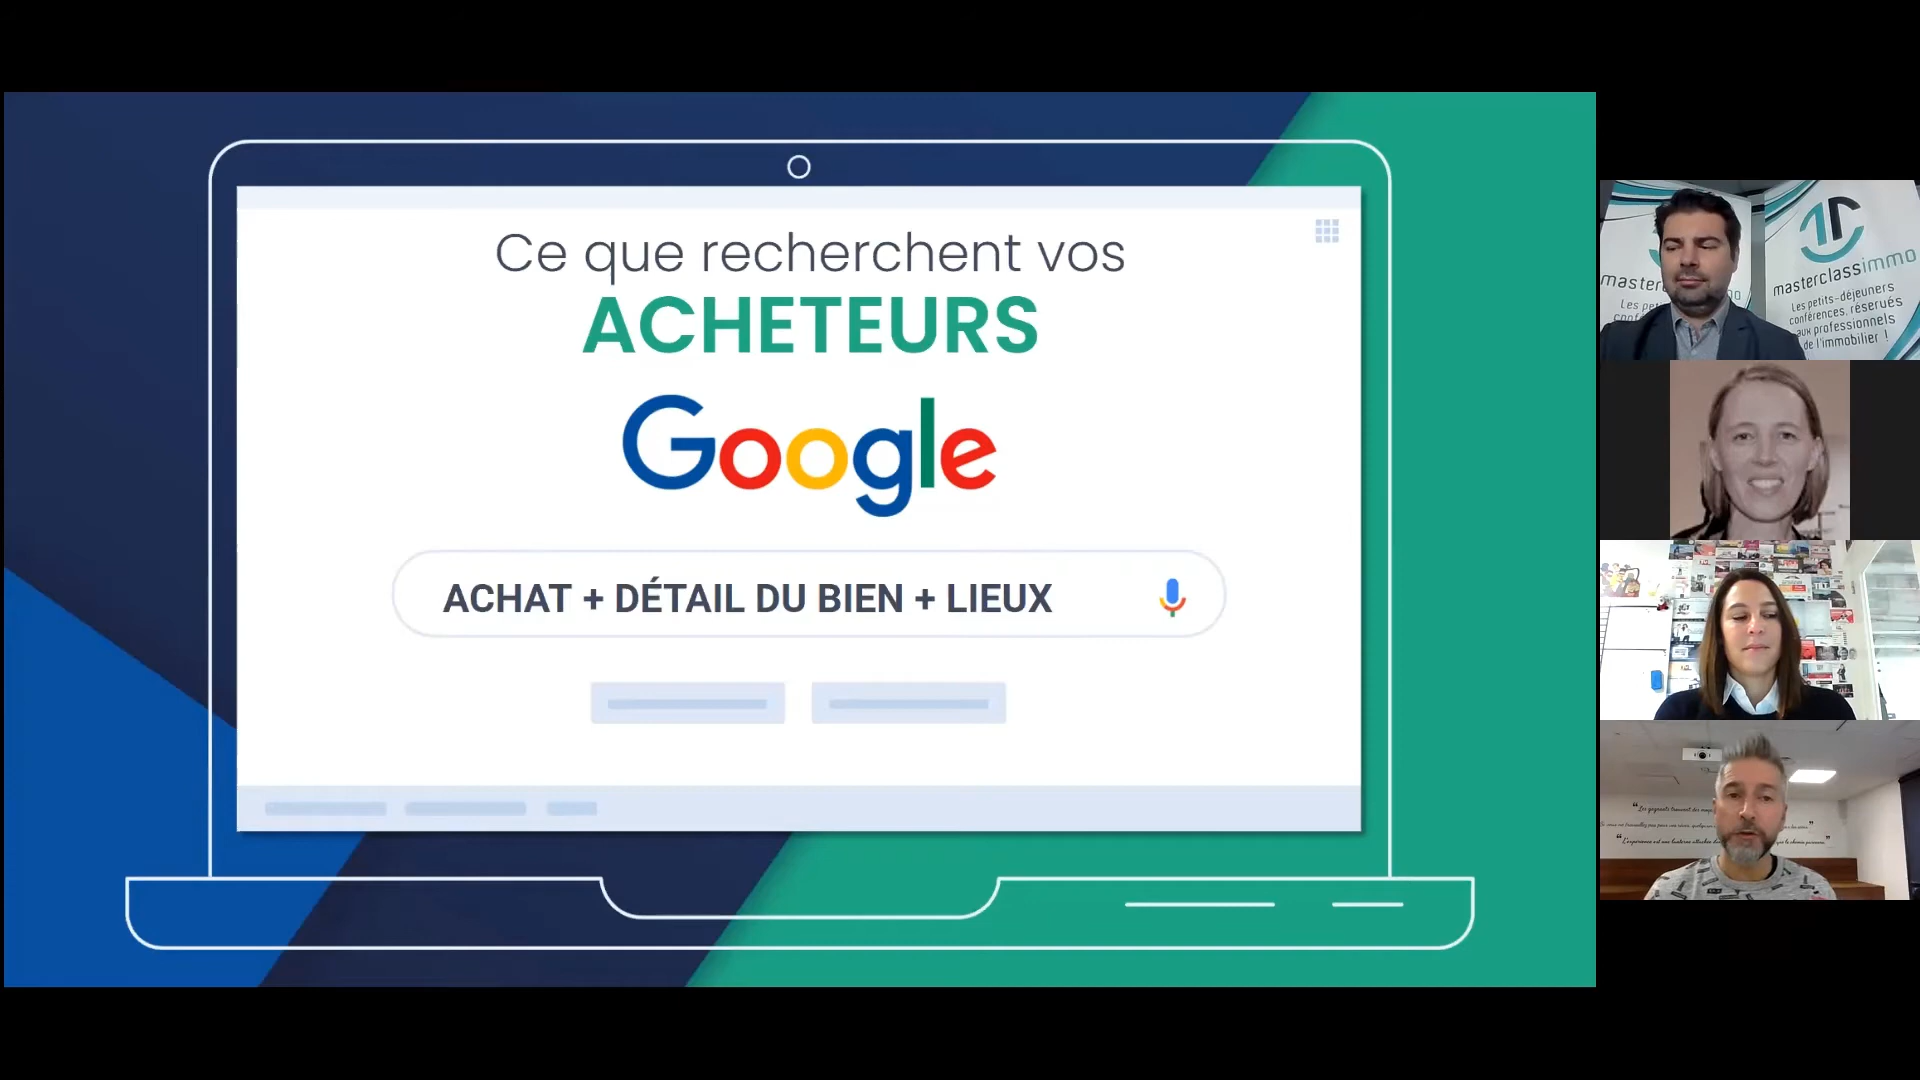 Ce que recherchent vos
ACHETEURS
Google
ACHAT + DÉTAIL DU BIEN + LIEUX
masterclassimmo
Les petits-déjeuners
conférences, réservés
aux professionnels
de l'immobilier !